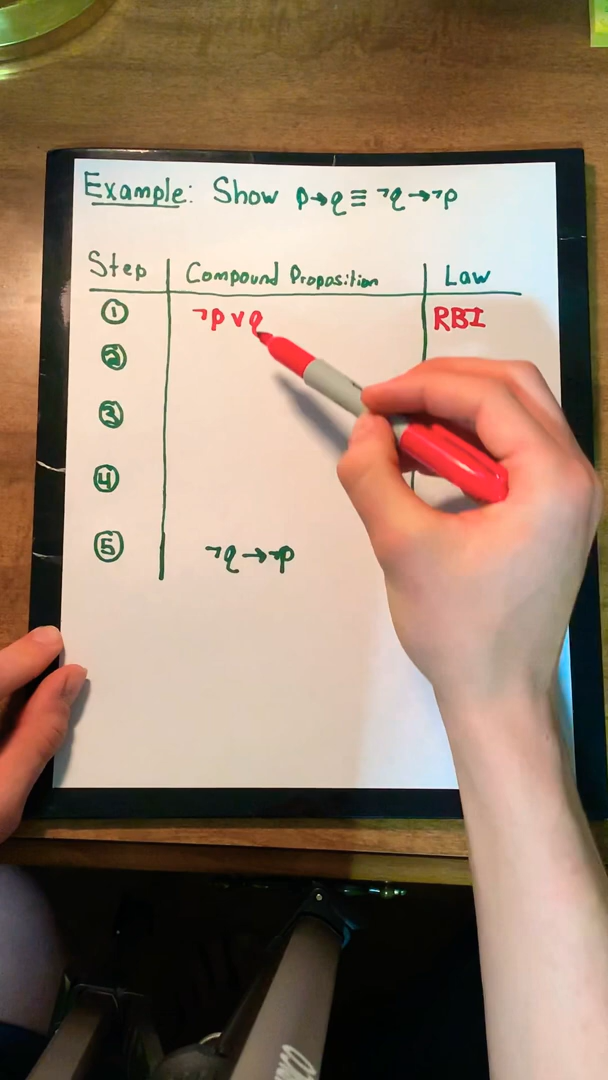 Example: Show p→q ≡ ¬q→¬p
Step Compound Proposition Law
① ¬p∨q RBI
②
③
④
⑤ ¬q→¬p